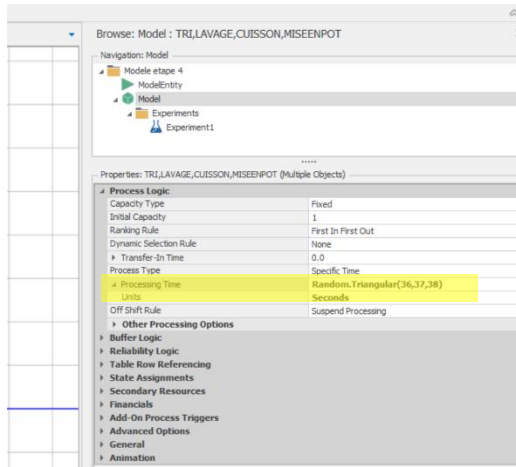 Browse: Model : TRI,LAVAGE,CUISSON,MISEENPOT
Navigation: Model
Modele etape 4
ModelEntity
Model
Experiments
Experiment1
Properties: TRI,LAVAGE,CUISSON,MISEENPOT (Multiple Objects)
Process Logic
Capacity Type Fixed
Initial Capacity 1
Ranking Rule First In First Out
Dynamic Selection Rule None
Transfer-In Time 0.0
Process Type Specific Time
Processing Time Random.Triangular(36,37,38)
Units Seconds
Off Shift Rule Suspend Processing
Other Processing Options
Buffer Logic
Reliability Logic
Table Row Referencing
State Assignments
Secondary Resources
Financials
Add-On Process Triggers
Advanced Options
General
Animation